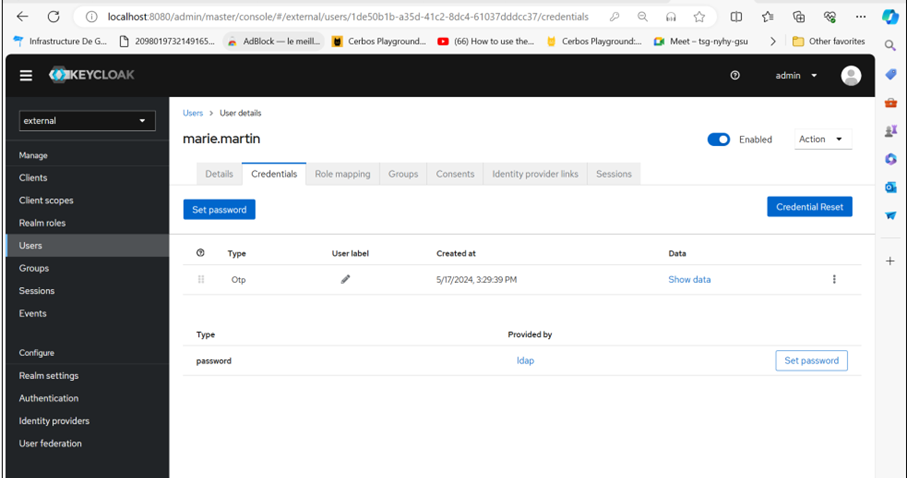 localhost:8080/admin/master/console/#/external/users/1de50b1b-a35d-41c2-8dc4-61037dddcc37/credentials
Infrastructure De G... 2098019732149165... AdBlock — le meill... Cerbos Playground... (66) How to use the... Cerbos Playground:... Meet – tsg-nyhy-gsu Other favorites
KEYCLOAK admin
external
Manage
Clients
Client scopes
Realm roles
Users
Groups
Sessions
Events
Configure
Realm settings
Authentication
Identity providers
User federation
Users > User details
marie.martin Enabled Action
Details Credentials Role mapping Groups Consents Identity provider links Sessions
Set password Credential Reset
Type User label Created at Data
Otp 5/17/2024, 3:29:39 PM Show data
Type Provided by
password ldap Set password